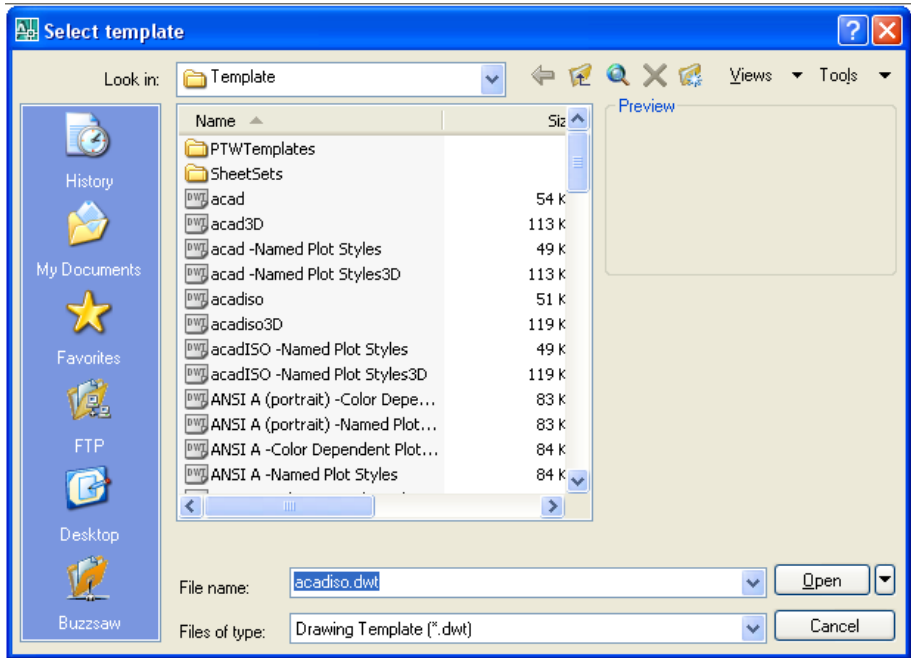 Select template
Look in: Template Views Tools
History
My Documents
Favorites
FTP
Desktop
Buzzsaw
Name Siz
PTWTemplates
SheetSets
acad 54 K
acad3D 113 K
acad -Named Plot Styles 49 K
acad -Named Plot Styles3D 113 K
acadiso 51 K
acadiso3D 119 K
acadISO -Named Plot Styles 49 K
acadISO -Named Plot Styles3D 119 K
ANSI A (portrait) -Color Depe... 83 K
ANSI A (portrait) -Named Plot... 83 K
ANSI A -Color Dependent Plot... 84 K
ANSI A -Named Plot Styles 84 K
Preview
File name: acadiso.dwt Open
Files of type: Drawing Template (*.dwt) Cancel